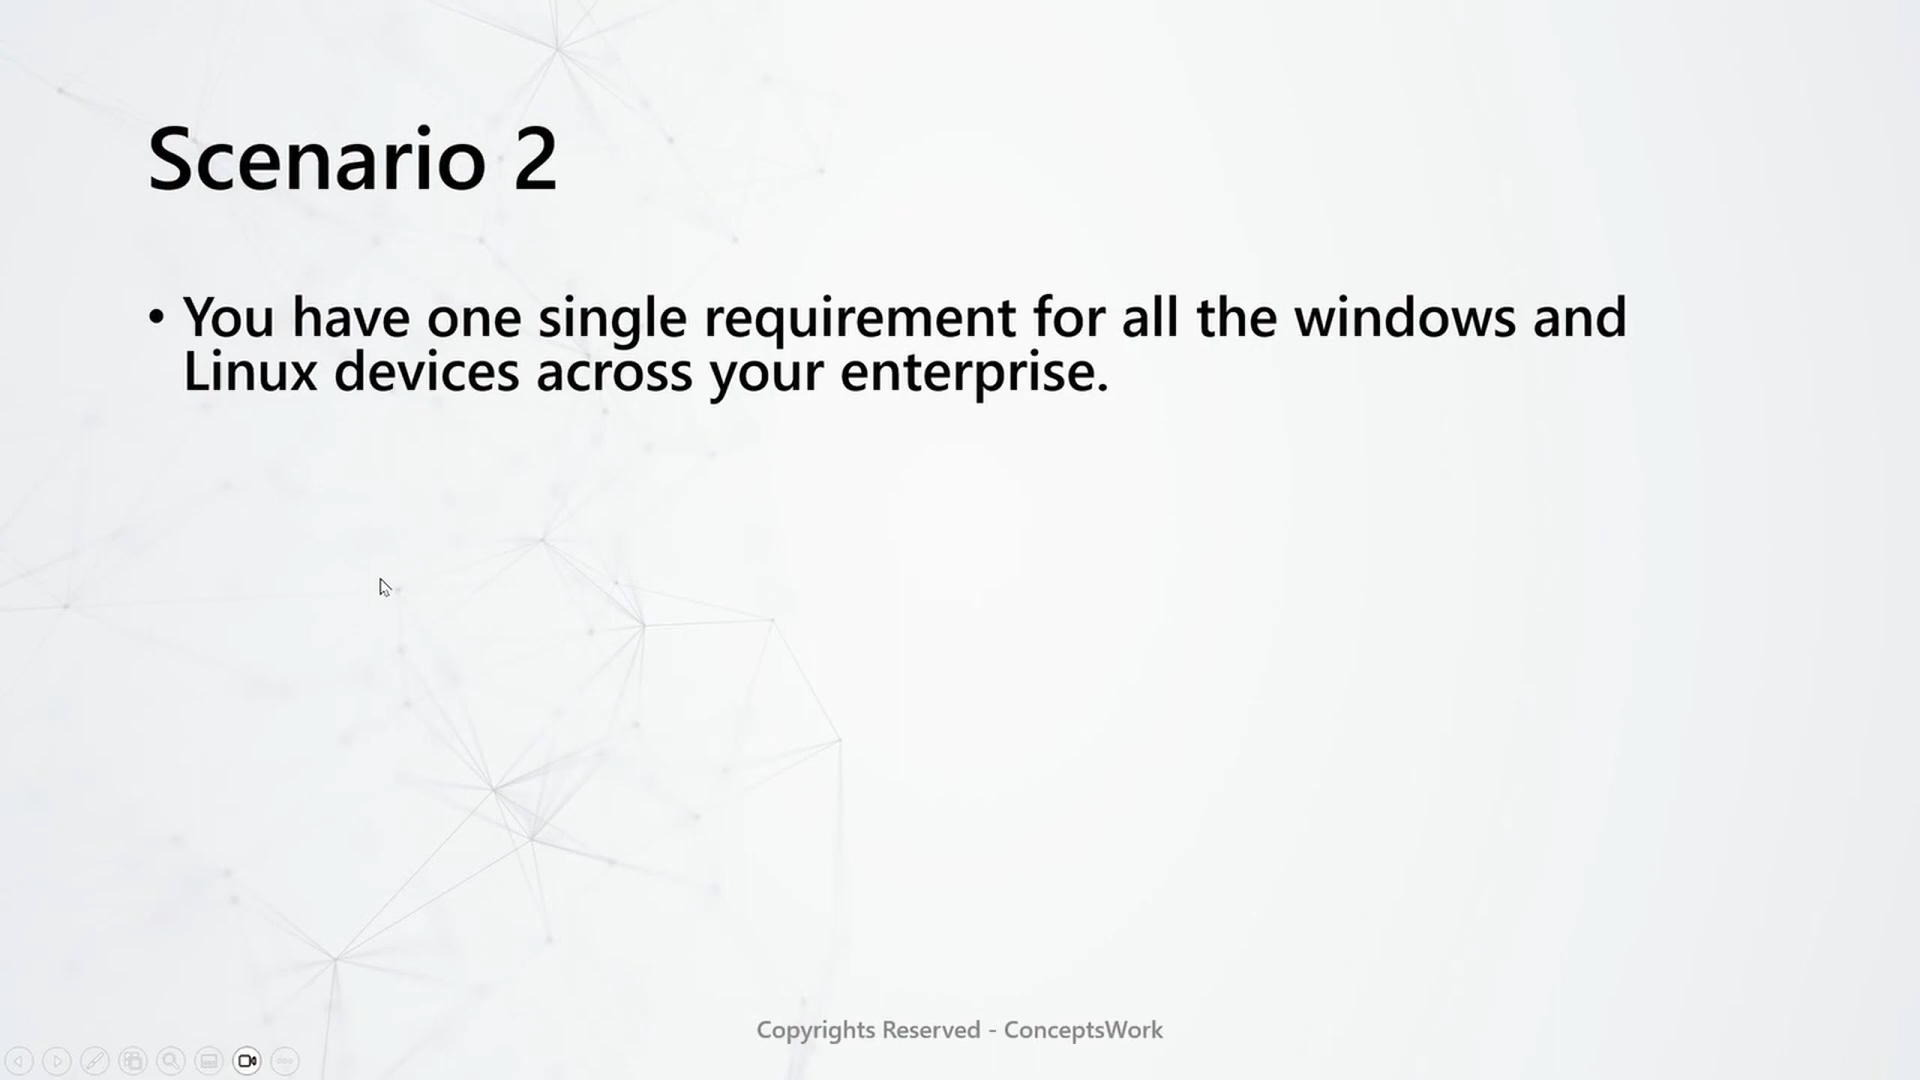 Scenario 2
• You have one single requirement for all the windows and
Linux devices across your enterprise.
Copyrights Reserved - ConceptsWork